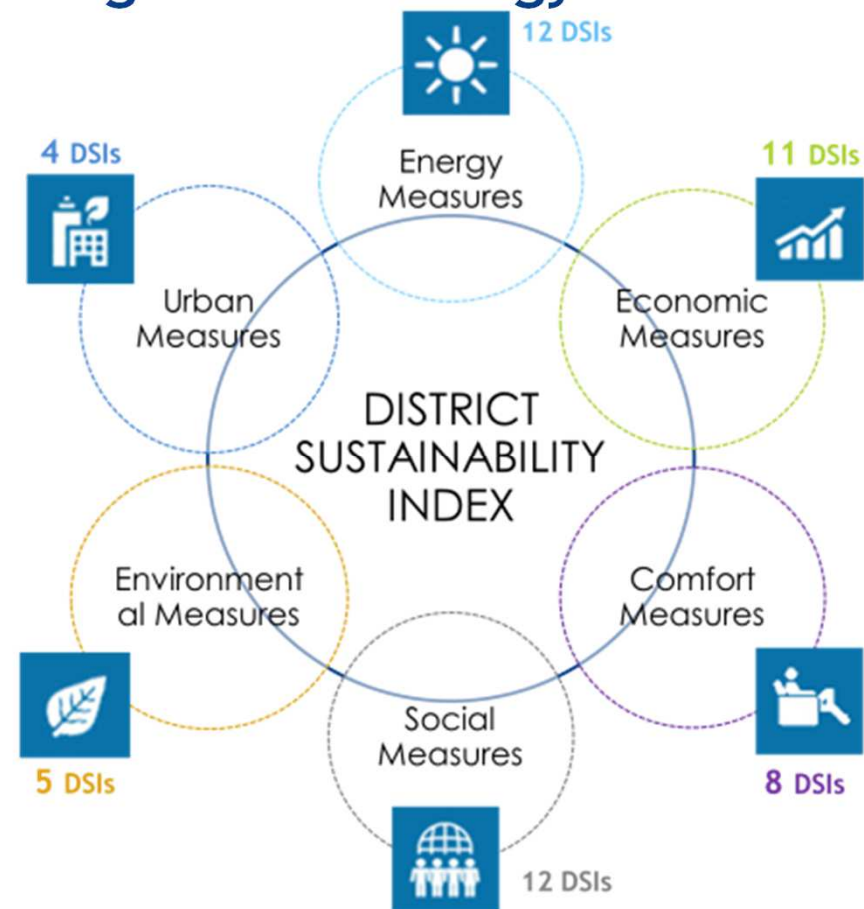 12 DSIs
Energy
Measures
4 DSIs
11 DSIs
Urban
Measures
Economic
Measures
DISTRICT
SUSTAINABILITY
INDEX
Environment
al Measures
Comfort
Measures
5 DSIs
Social
Measures
8 DSIs
12 DSIs